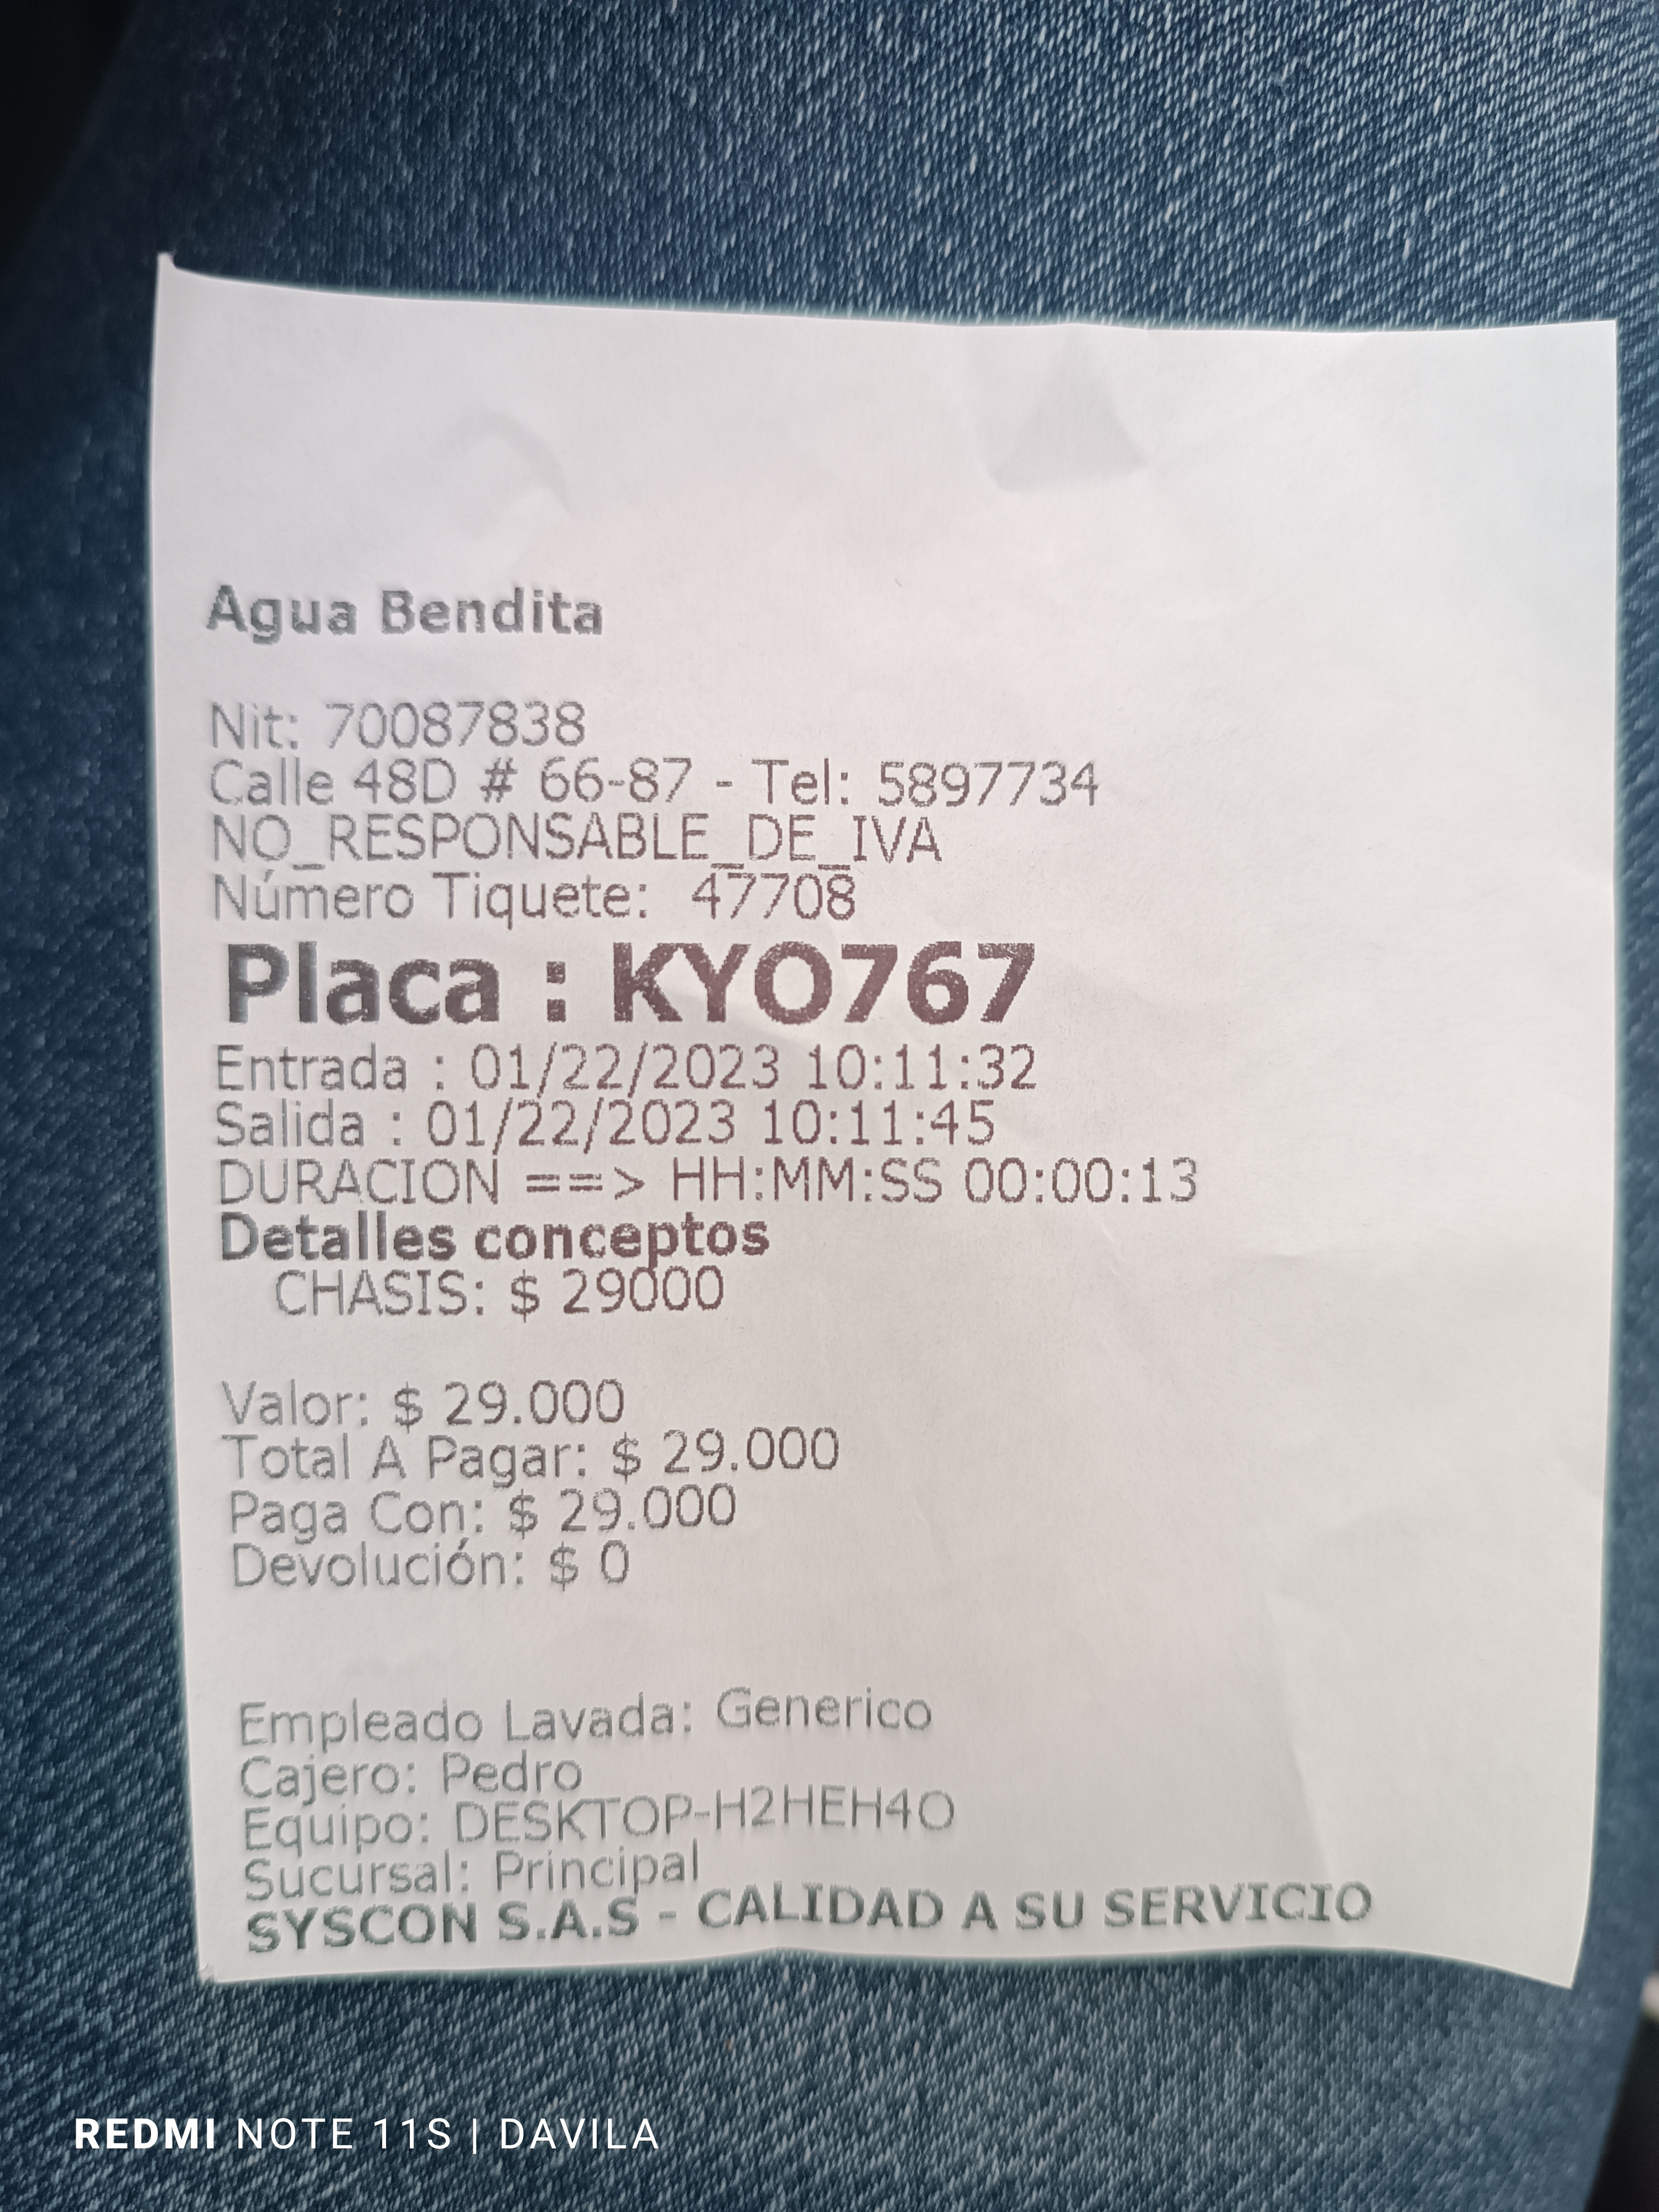 Agua Bendita
Nit: 70087838
Calle 48D # 66-87 - Tel: 5897734
NO_RESPONSABLE_DE_IVA
Número Tiquete: 47708
Placa : KYO767
Entrada : 01/22/2023 10:11:32
Salida : 01/22/2023 10:11:45
DURACION ==> HH:MM:SS 00:00:13
Detalles conceptos
CHASIS: $ 29000
Valor: $ 29.000
Total A Pagar: $ 29.000
Paga Con: $ 29.000
Devolución: $ 0
Empleado Lavada: Generico
Cajero: Pedro
Equipo: DESKTOP-H2HEH4O
Sucursal: Principal
SYSCON S.A.S - CALIDAD A SU SERVICIO
REDMI NOTE 11S | DAVILA